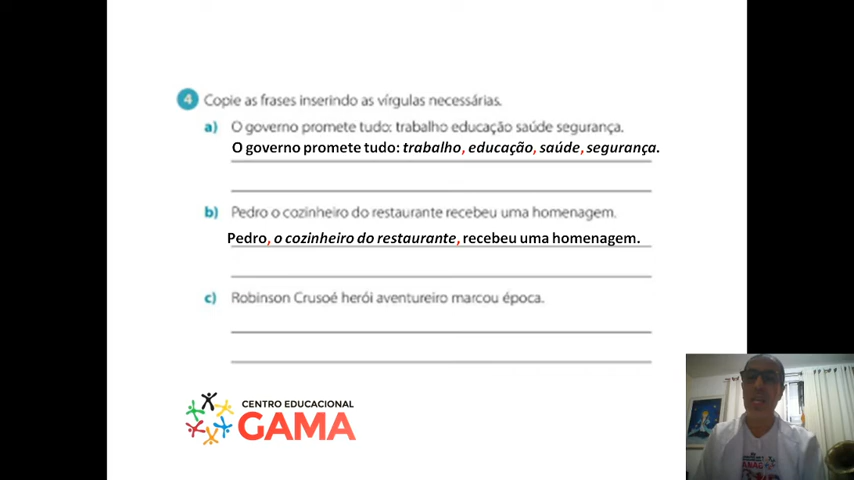 4 Copie as frases inserindo as vírgulas necessárias.
a) O governo promete tudo: trabalho educação saúde segurança.
O governo promete tudo: trabalho, educação, saúde, segurança.
b) Pedro o cozinheiro do restaurante recebeu uma homenagem.
Pedro, o cozinheiro do restaurante, recebeu uma homenagem.
c) Robinson Crusoé herói aventureiro marcou época.
CENTRO EDUCACIONAL
GAMA